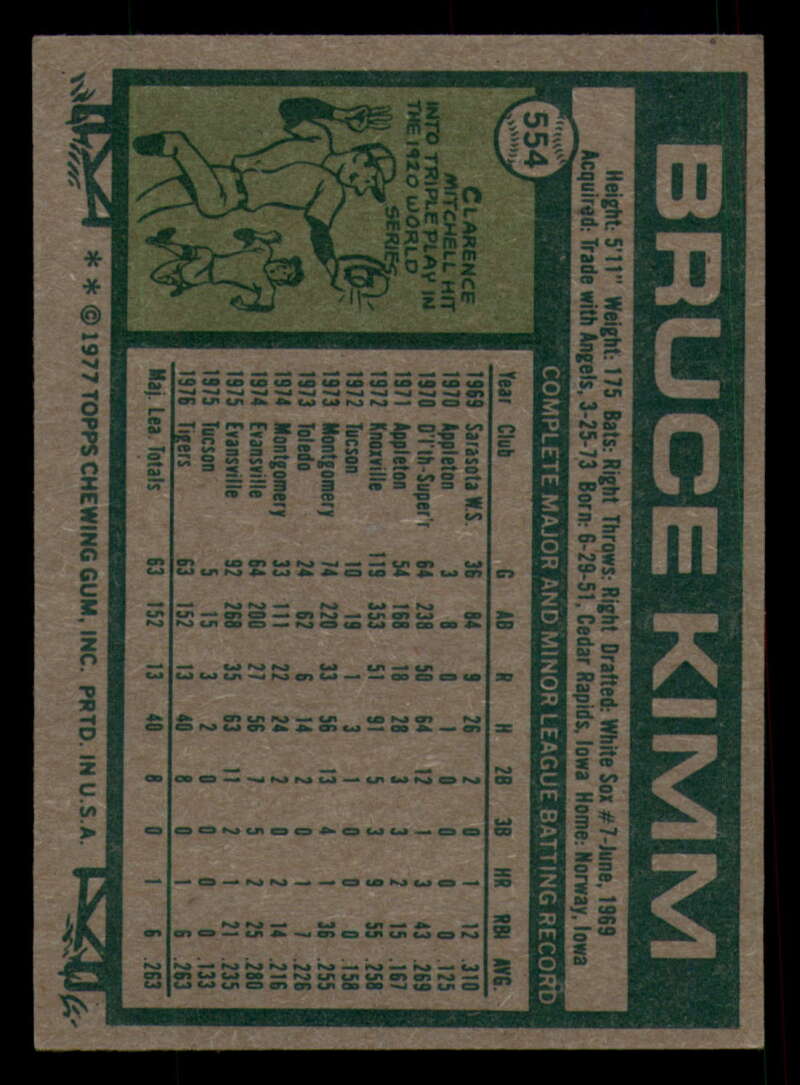 554
BRUCE KIMM
Height: 5'11" Weight: 175 Bats: Right Throws: Right Drafted: White Sox #7-June, 1969
Acquired: Trade with Angels, 3-25-73 Born: 6-29-51, Cedar Rapids, Iowa Home: Norway, Iowa
CLARENCE
MITCHELL HIT
INTO TRIPLE PLAY IN
THE 1920 WORLD
SERIES
COMPLETE MAJOR AND MINOR LEAGUE BATTING RECORD
Year Club G AB R H 2B 3B HR RBI AVG.
1969 Sarasota W.S. 36 84 9 26 2 0 1 12 .310
1970 Appleton 3 8 0 1 0 0 0 0 .125
1970 D'l'th-Super'r 64 238 50 64 12 1 3 43 .269
1971 Appleton 54 168 18 28 3 3 2 15 .167
1972 Knoxville 119 353 51 91 5 3 9 55 .258
1972 Tucson 10 19 1 3 1 0 0 0 .158
1973 Montgomery 74 220 33 56 13 4 1 36 .255
1973 Toledo 24 62 6 14 2 0 1 7 .226
1974 Montgomery 33 111 22 24 2 0 2 14 .216
1974 Evansville 64 200 27 56 7 5 2 25 .280
1975 Evansville 92 268 35 63 11 2 1 21 .235
1975 Tucson 5 15 3 2 0 0 0 0 .133
1976 Tigers 63 152 13 40 8 0 1 6 .263
Maj. Lea. Totals 63 152 13 40 8 0 1 6 .263
* * © 1977 TOPPS CHEWING GUM, INC. PRTD. IN U.S.A.